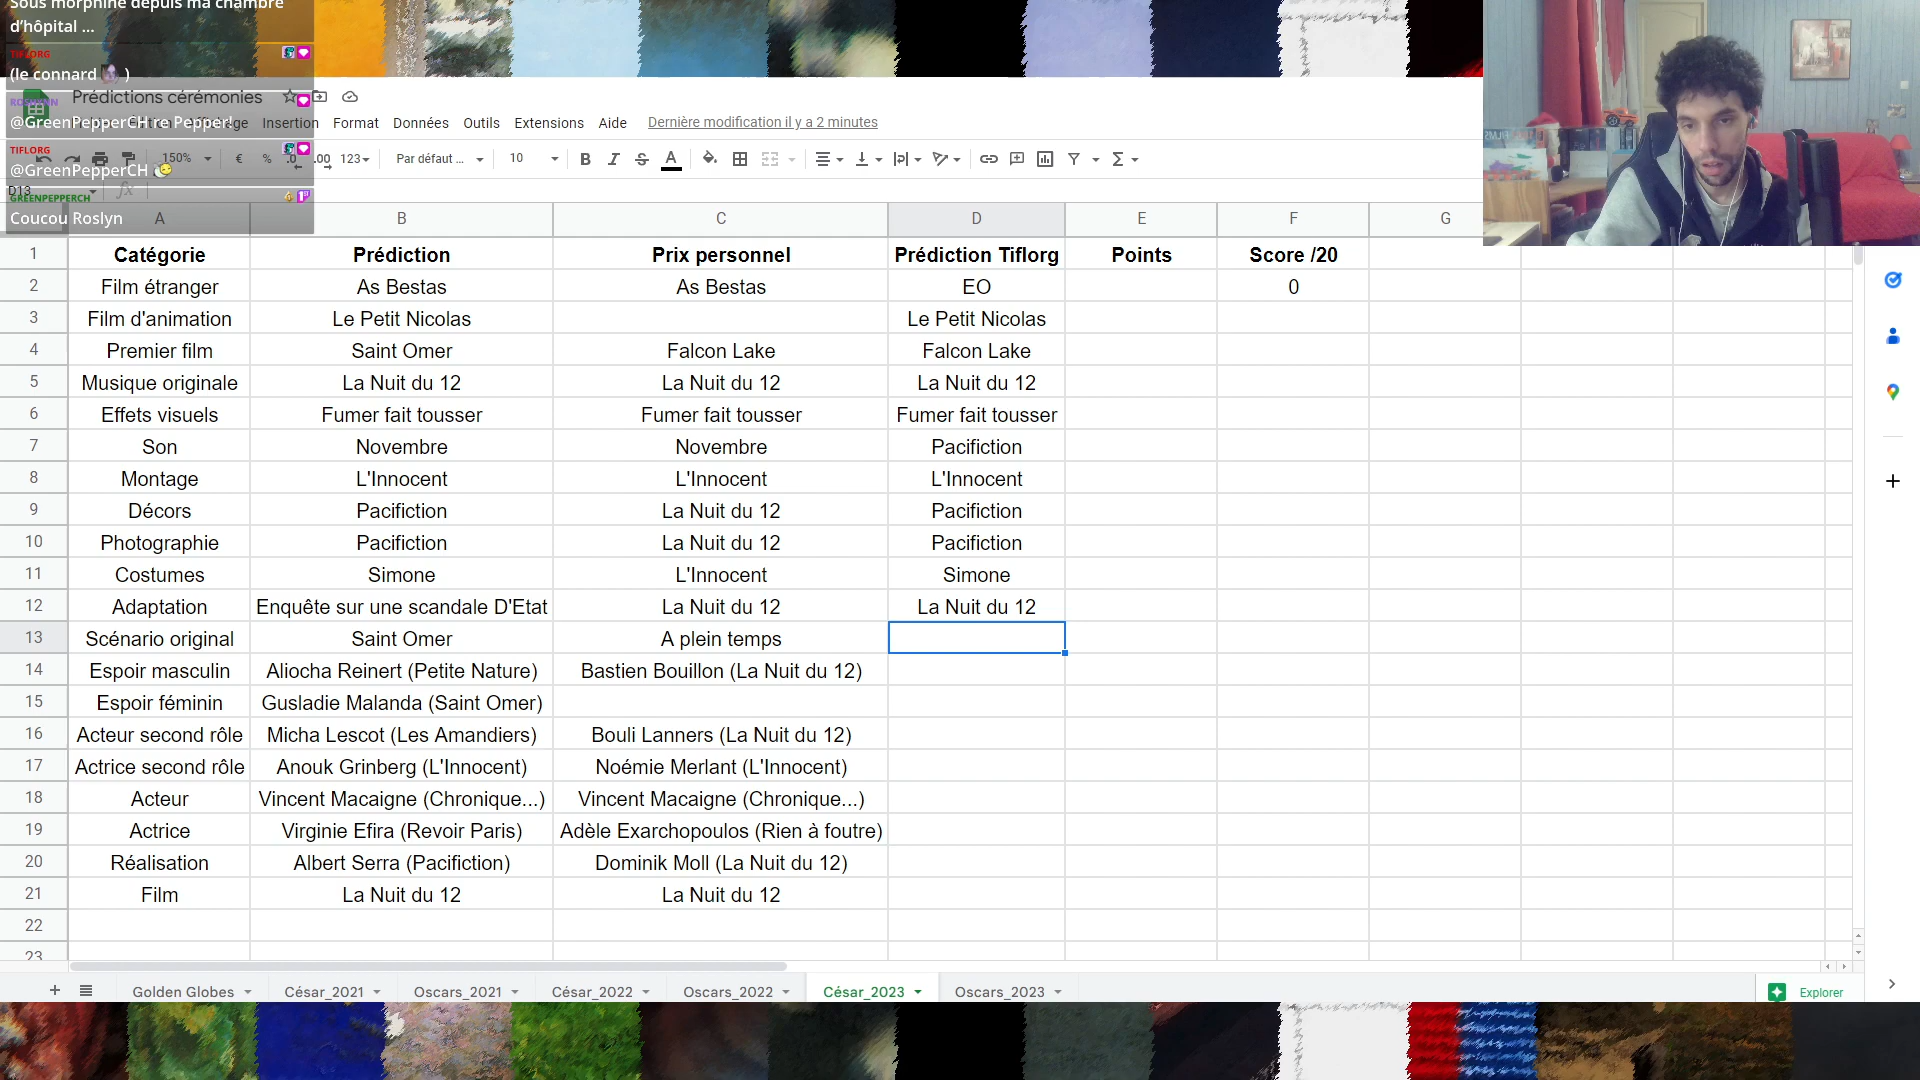 Sous morphine depuis ma chambre
d'hôpital ...
TIFLORG
(le connard )
ROSLYNN
@GreenPepperCH re Pepper!
TIFLORG
@GreenPepperCH
GREENPEPPERCH
Coucou Roslyn
Prédictions cérémonies
Insertion Format Données Outils Extensions Aide Dernière modification il y a 2 minutes
150% € % .0 .00 123 Par défaut ... 10 B I S A
D13 fx
A B C D E F G
1 Catégorie Prédiction Prix personnel Prédiction Tiflorg Points Score /20
2 Film étranger As Bestas As Bestas EO 0
3 Film d'animation Le Petit Nicolas Le Petit Nicolas
4 Premier film Saint Omer Falcon Lake Falcon Lake
5 Musique originale La Nuit du 12 La Nuit du 12 La Nuit du 12
6 Effets visuels Fumer fait tousser Fumer fait tousser Fumer fait tousser
7 Son Novembre Novembre Pacifiction
8 Montage L'Innocent L'Innocent L'Innocent
9 Décors Pacifiction La Nuit du 12 Pacifiction
10 Photographie Pacifiction La Nuit du 12 Pacifiction
11 Costumes Simone L'Innocent Simone
12 Adaptation Enquête sur une scandale D'Etat La Nuit du 12 La Nuit du 12
13 Scénario original Saint Omer A plein temps
14 Espoir masculin Aliocha Reinert (Petite Nature) Bastien Bouillon (La Nuit du 12)
15 Espoir féminin Gusladie Malanda (Saint Omer)
16 Acteur second rôle Micha Lescot (Les Amandiers) Bouli Lanners (La Nuit du 12)
17 Actrice second rôle Anouk Grinberg (L'Innocent) Noémie Merlant (L'Innocent)
18 Acteur Vincent Macaigne (Chronique...) Vincent Macaigne (Chronique...)
19 Actrice Virginie Efira (Revoir Paris) Adèle Exarchopoulos (Rien à foutre)
20 Réalisation Albert Serra (Pacifiction) Dominik Moll (La Nuit du 12)
21 Film La Nuit du 12 La Nuit du 12
22
23
Golden Globes César_2021 Oscars_2021 César_2022 Oscars_2022 César_2023 Oscars_2023 Explorer